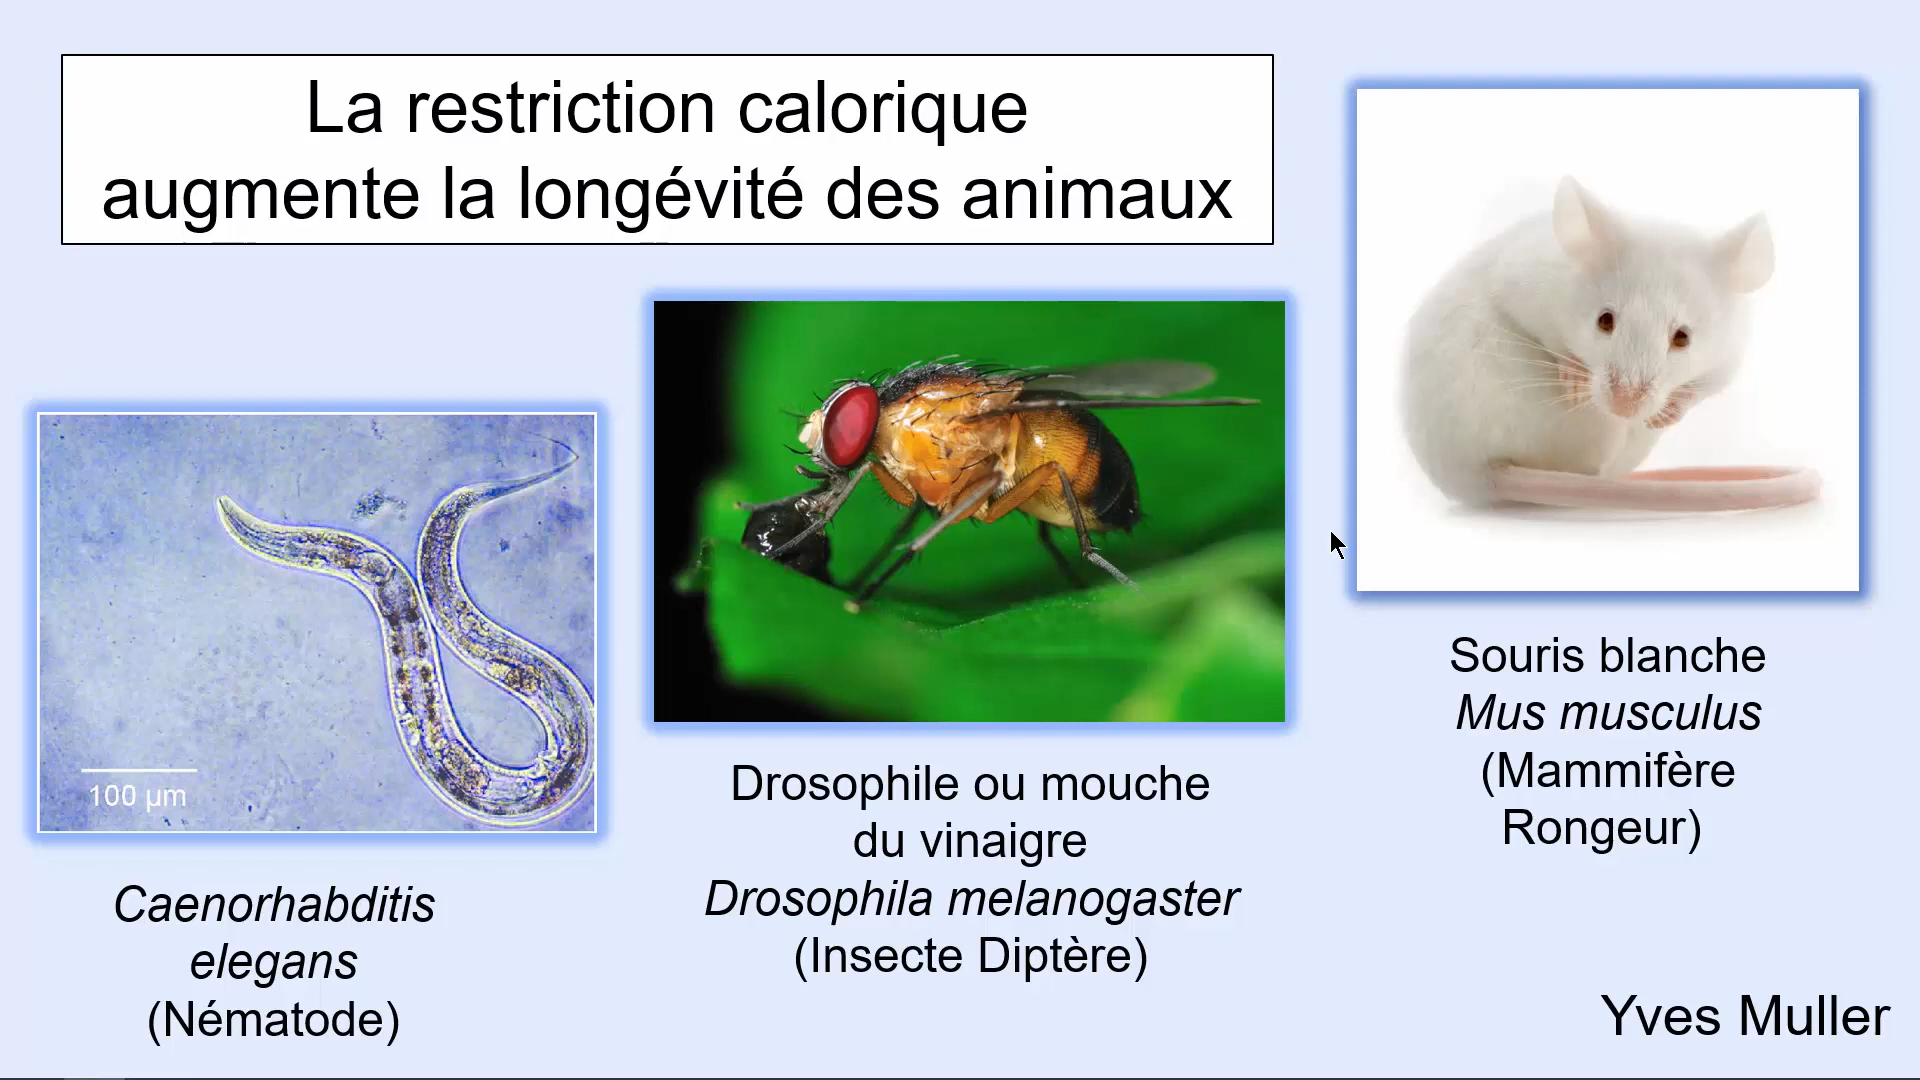 La restriction calorique
augmente la longévité des animaux
100 µm
Caenorhabditis
elegans
(Nématode)
Drosophile ou mouche
du vinaigre
Drosophila melanogaster
(Insecte Diptère)
Souris blanche
Mus musculus
(Mammifère
Rongeur)
Yves Muller